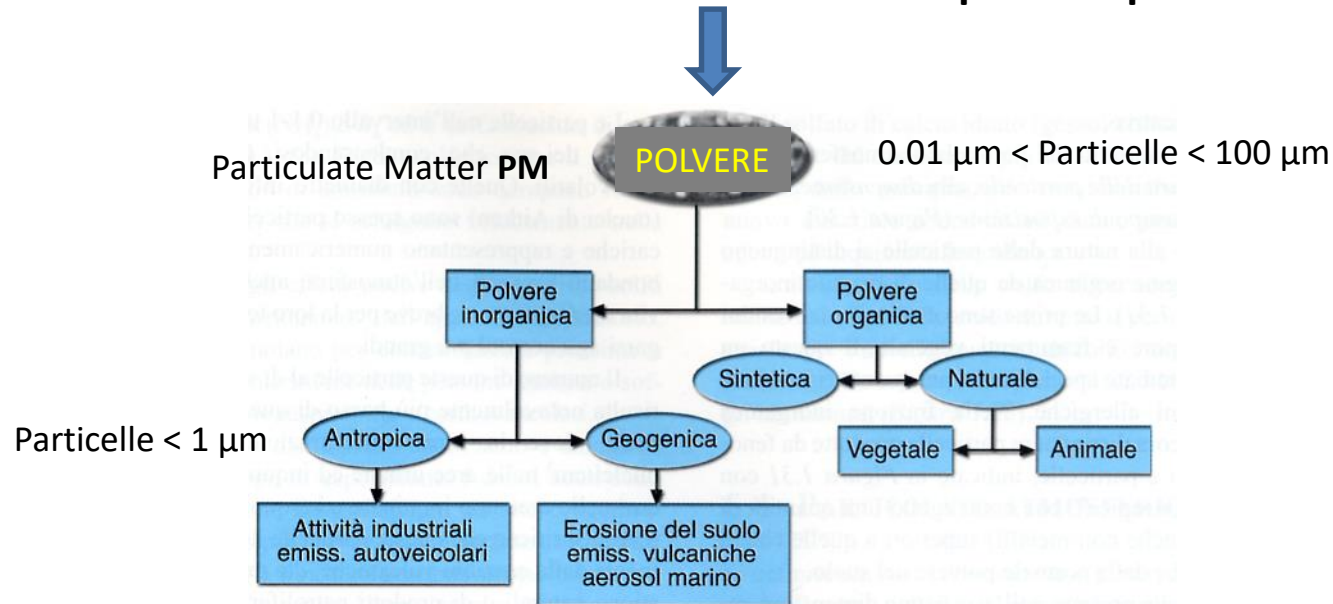 Particulate Matter PM
POLVERE
0.01 µm < Particelle < 100 µm
Polvere
inorganica
Polvere
organica
Sintetica
Naturale
Particelle < 1 µm
Antropica
Geogenica
Vegetale
Animale
Attività industriali
emiss. autoveicolari
Erosione del suolo
emiss. vulcaniche
aerosol marino